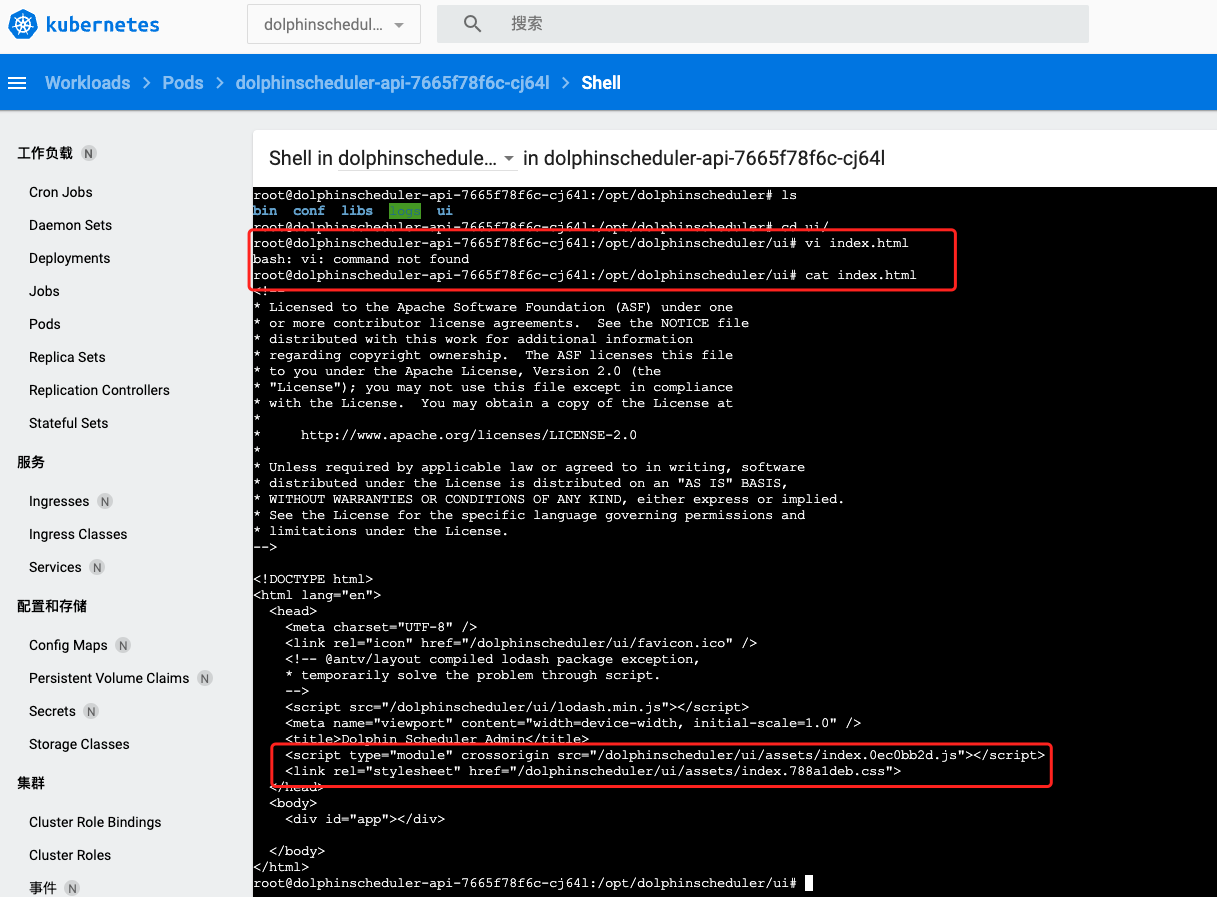 kubernetes
dolphinschedul...
搜索
Workloads > Pods > dolphinscheduler-api-7665f78f6c-cj64l > Shell
工作负载 N
Cron Jobs
Daemon Sets
Deployments
Jobs
Pods
Replica Sets
Replication Controllers
Stateful Sets
服务
Ingresses N
Ingress Classes
Services N
配置和存储
Config Maps N
Persistent Volume Claims N
Secrets N
Storage Classes
集群
Cluster Role Bindings
Cluster Roles
事件 N
Shell in dolphinschedule... in dolphinscheduler-api-7665f78f6c-cj64l
root@dolphinscheduler-api-7665f78f6c-cj64l:/opt/dolphinscheduler# ls
bin conf libs logs ui
root@dolphinscheduler-api-7665f78f6c-cj64l:/opt/dolphinscheduler# cd ui/
root@dolphinscheduler-api-7665f78f6c-cj64l:/opt/dolphinscheduler/ui# vi index.html
bash: vi: command not found
root@dolphinscheduler-api-7665f78f6c-cj64l:/opt/dolphinscheduler/ui# cat index.html
<!--
* Licensed to the Apache Software Foundation (ASF) under one
* or more contributor license agreements.  See the NOTICE file
* distributed with this work for additional information
* regarding copyright ownership.  The ASF licenses this file
* to you under the Apache License, Version 2.0 (the
* "License"); you may not use this file except in compliance
* with the License.  You may obtain a copy of the License at
*
*     http://www.apache.org/licenses/LICENSE-2.0
*
* Unless required by applicable law or agreed to in writing, software
* distributed under the License is distributed on an "AS IS" BASIS,
* WITHOUT WARRANTIES OR CONDITIONS OF ANY KIND, either express or implied.
* See the License for the specific language governing permissions and
* limitations under the License.
-->
<!DOCTYPE html>
<html lang="en">
<head>
<meta charset="UTF-8" />
<link rel="icon" href="/dolphinscheduler/ui/favicon.ico" />
<!-- @antv/layout compiled lodash package exception,
* temporarily solve the problem through script.
-->
<script src="/dolphinscheduler/ui/lodash.min.js"></script>
<meta name="viewport" content="width=device-width, initial-scale=1.0" />
<title>Dolphin Scheduler Admin</title>
<script type="module" crossorigin src="/dolphinscheduler/ui/assets/index.0ec0bb2d.js"></script>
<link rel="stylesheet" href="/dolphinscheduler/ui/assets/index.788a1deb.css">
</head>
<body>
<div id="app"></div>
</body>
</html>
root@dolphinscheduler-api-7665f78f6c-cj64l:/opt/dolphinscheduler/ui#